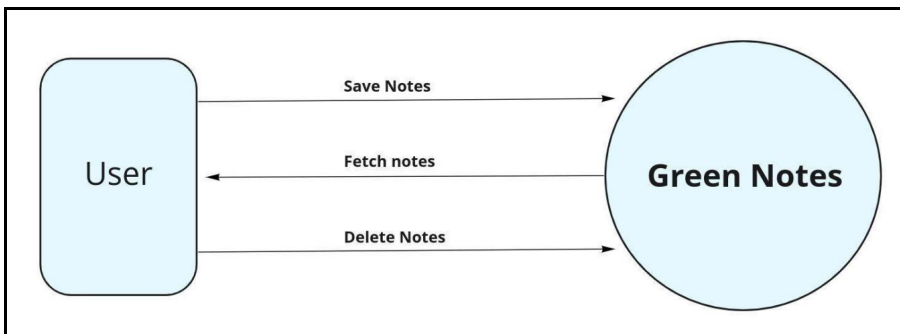 Save Notes
User
Fetch notes
Green Notes
Delete Notes